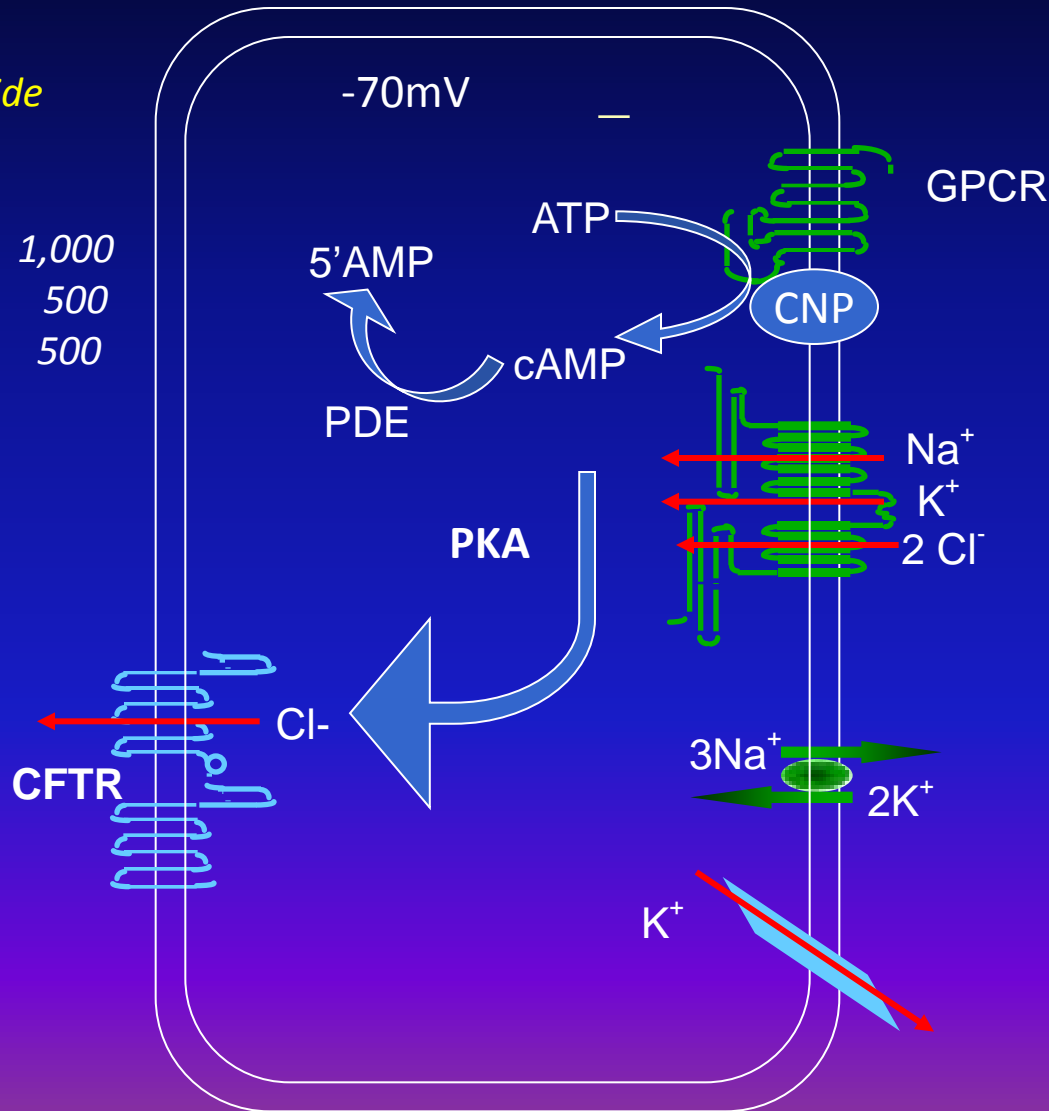 ide
-70mV
_
GPCR
ATP
1,000
5’AMP
500
CNP
500
cAMP
PDE
Na⁺
K⁺
PKA
2 Cl⁻
Cl-
3Na⁺
CFTR
2K⁺
K⁺